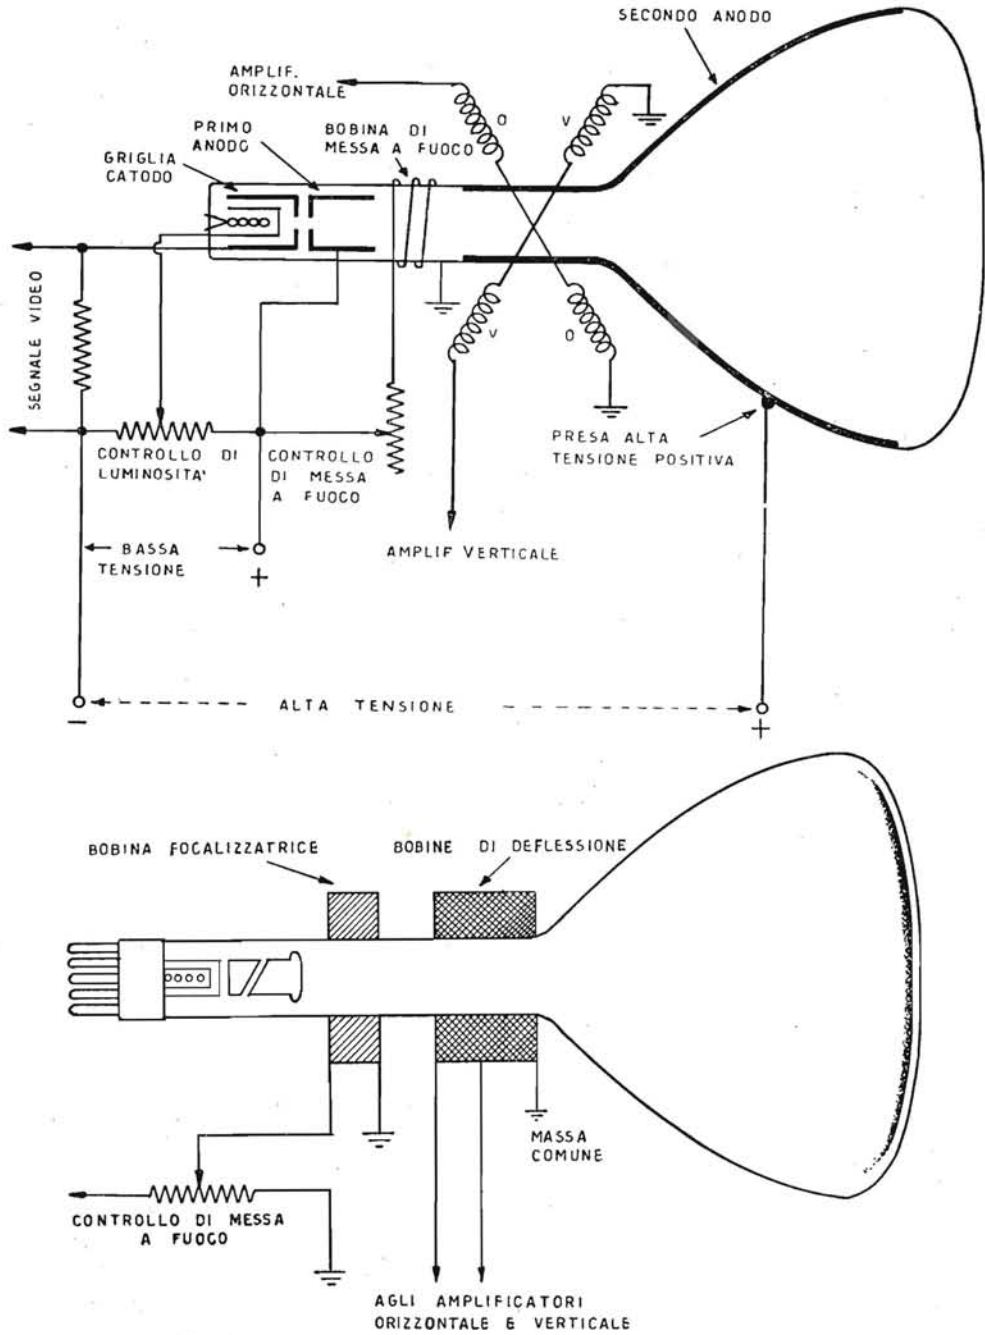 SECONDO ANODO
AMPLIF.
ORIZZONTALE
O
V
PRIMO
ANODO
BOBINA DI
MESSA A FUOCO
GRIGLIA
CATODO
SEGNALE VIDEO
V
O
CONTROLLO DI
LUMINOSITA'
CONTROLLO
DI MESSA
A FUOCO
PRESA ALTA
TENSIONE POSITIVA
BASSA
TENSIONE
+
AMPLIF VERTICALE
ALTA TENSIONE
−
+
BOBINA FOCALIZZATRICE
BOBINE DI DEFLESSIONE
MASSA
COMUNE
CONTROLLO DI MESSA
A FUOCO
AGLI AMPLIFICATORI
ORIZZONTALE E VERTICALE